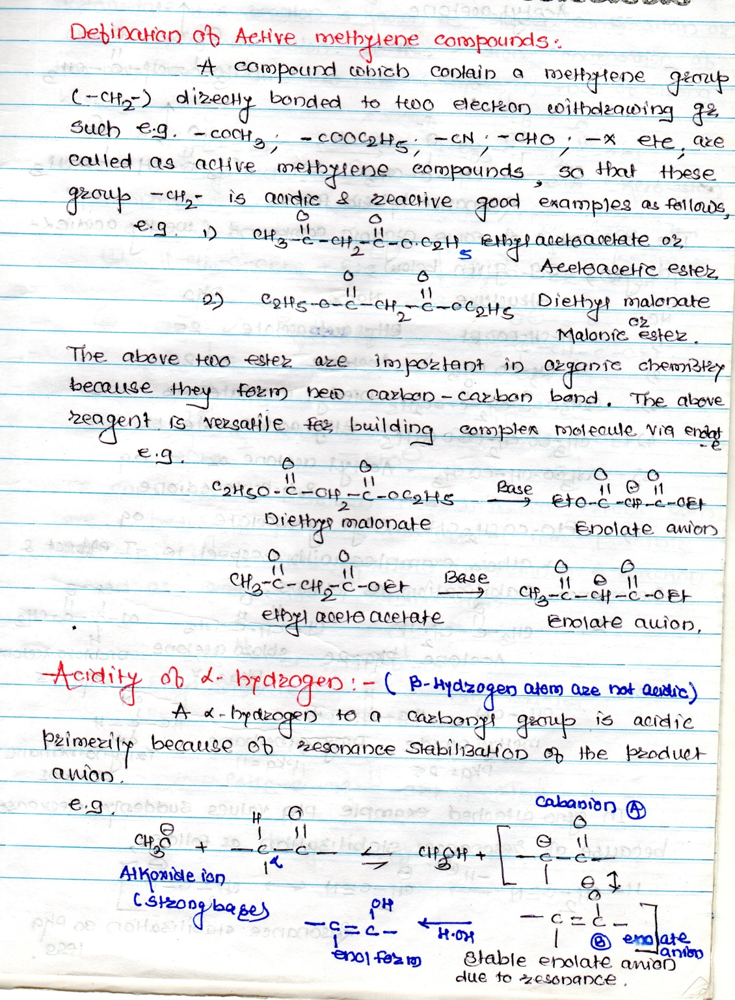 Defination of Active methylene compounds:
A compound which contain a methylene group
(-CH2-) directly bonded to two electron withdrawing gr
such e.g. -COCH3; -COOC2H5; -CN; -CHO; -X etc, are
called as active methylene compounds, so that these
group -CH2- is acidic & reactive good examples as follows,
e.g. 1) CH3-C(=O)-CH2-C(=O)-O.C2H5 Ethyl acetoacetate or
Acetoacetic ester
2) C2H5-O-C(=O)-CH2-C(=O)-OC2H5 Diethyl malonate
or
Malonic ester.
The above two ester are important in organic chemistry
because they form new carbon-carbon bond. The above
reagent is versatile for building complex molecule via enolat
-e
e.g.
C2H5O-C(=O)-CH2-C(=O)-OC2H5 Base → EtO-C(=O)-CH⊖-C(=O)-OEt
Diethyl malonate Enolate anion
CH3-C(=O)-CH2-C(=O)-OEt Base → CH3-C(=O)-CH⊖-C(=O)-OEt
ethyl aceto acetate Enolate anion.
Acidity of α-hydrogen:- (β-Hydrogen atom are not acidic)
A α-hydrogen to a carbonyl group is acidic
primerily because of resonance stabilization of the product
anion.
e.g.
Cabanion Ⓐ
H O O
CH3O⊖ + -C-C- ⇌ CH3OH + [ -C⊖-C-
α
Alkoxide ion ⊖ ↕
(strong base) OH O
-C=C- ← H.OH -C=C- ]
enol form Ⓑ enolate
anion
Stable enolate anion
due to resonance.